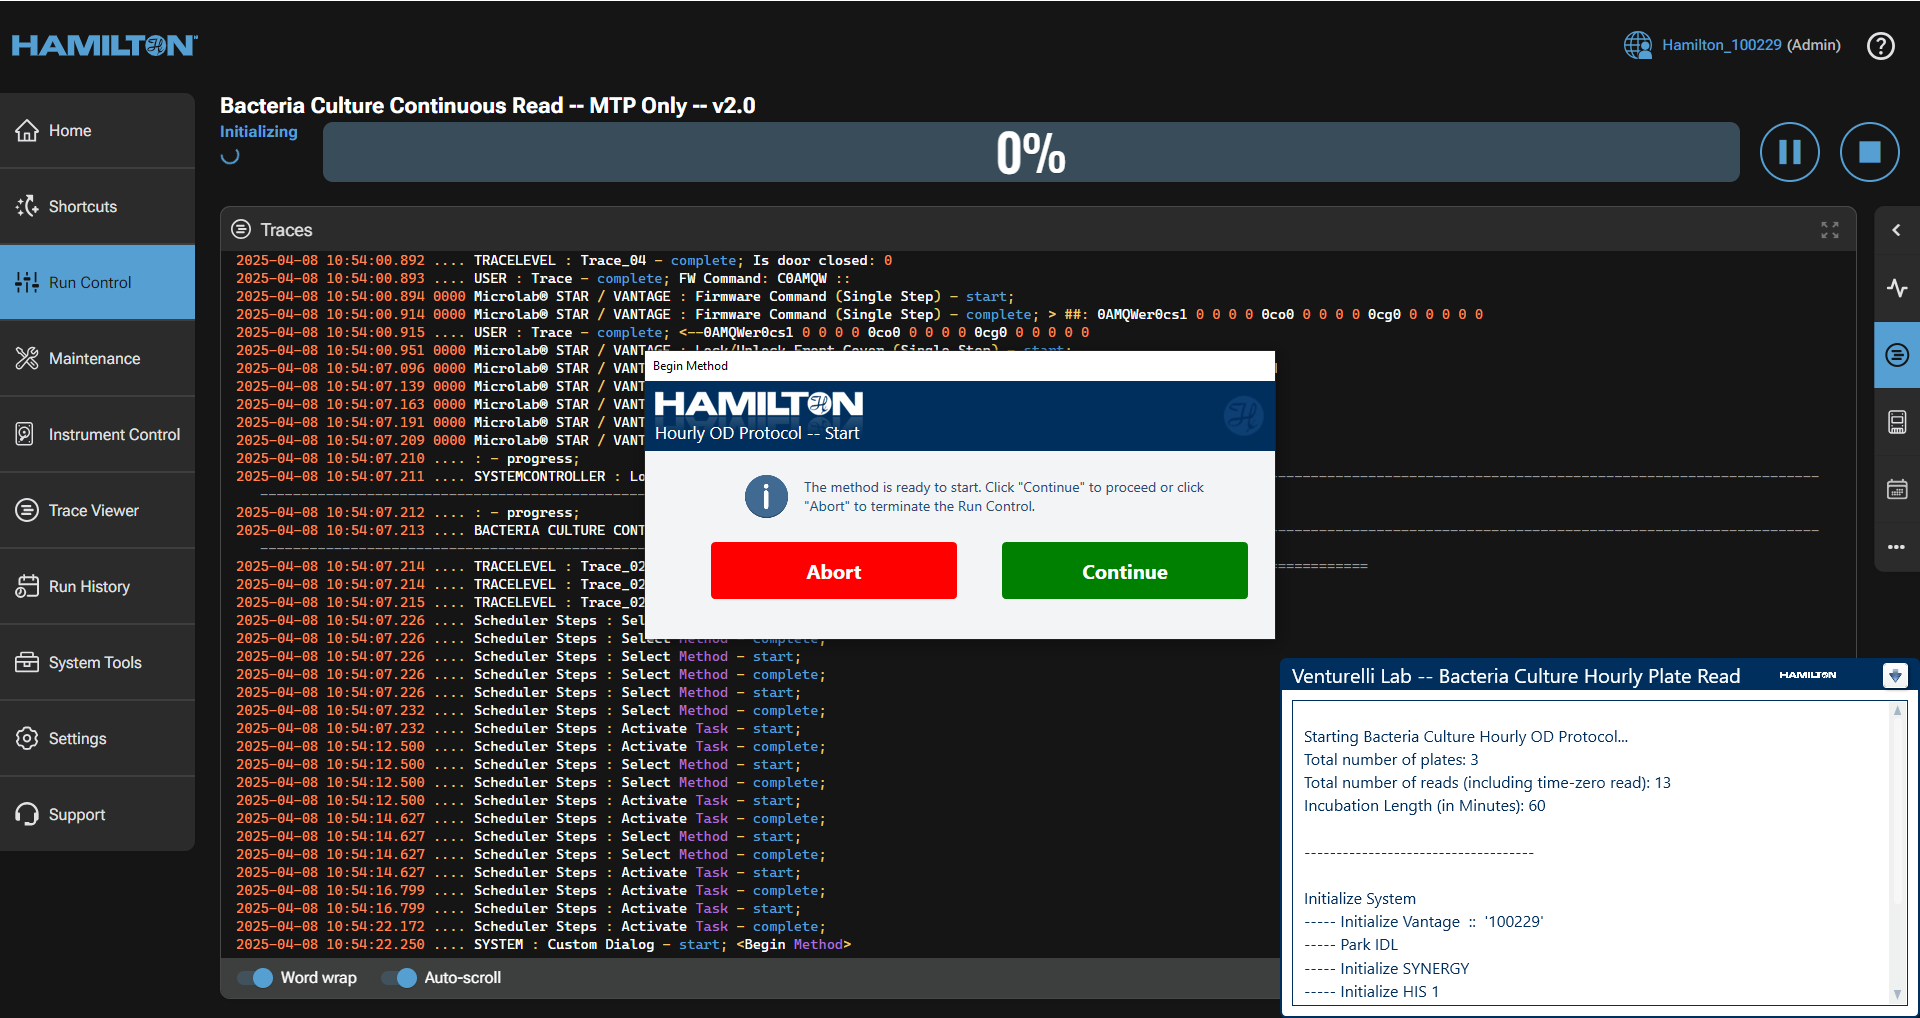 HAMILTON
Hamilton_100229 (Admin)
Home
Shortcuts
Run Control
Maintenance
Instrument Control
Trace Viewer
Run History
System Tools
Settings
Support
Bacteria Culture Continuous Read -- MTP Only -- v2.0
Initializing
0%
Traces
2025-04-08 10:54:00.892 .... TRACELEVEL : Trace_04 - complete; Is door closed: 0
2025-04-08 10:54:00.893 .... USER : Trace - complete; FW Command: C0AMQW ::
2025-04-08 10:54:00.894 0000 Microlab® STAR / VANTAGE : Firmware Command (Single Step) - start;
2025-04-08 10:54:00.914 0000 Microlab® STAR / VANTAGE : Firmware Command (Single Step) - complete; > ##: 0AMQWer0cs1 0 0 0 0 0co0 0 0 0 0 0cg0 0 0 0 0 0
2025-04-08 10:54:00.915 .... USER : Trace - complete; <--0AMQWer0cs1 0 0 0 0 0co0 0 0 0 0 0cg0 0 0 0 0 0
2025-04-08 10:54:00.951 0000 Microlab® STAR / VANTAGE : Lock/Unlock Front Cover (Single Step) - start;
2025-04-08 10:54:07.096 0000 Microlab® STAR / VANT
2025-04-08 10:54:07.139 0000 Microlab® STAR / VANT
2025-04-08 10:54:07.163 0000 Microlab® STAR / VANT
2025-04-08 10:54:07.191 0000 Microlab® STAR / VANT
2025-04-08 10:54:07.209 0000 Microlab® STAR / VANT
2025-04-08 10:54:07.210 .... : - progress;
2025-04-08 10:54:07.211 .... SYSTEMCONTROLLER : Lo
2025-04-08 10:54:07.212 .... : - progress;
2025-04-08 10:54:07.213 .... BACTERIA CULTURE CONT
2025-04-08 10:54:07.214 .... TRACELEVEL : Trace_02
2025-04-08 10:54:07.214 .... TRACELEVEL : Trace_02
2025-04-08 10:54:07.215 .... TRACELEVEL : Trace_02
2025-04-08 10:54:07.226 .... Scheduler Steps : Sel
2025-04-08 10:54:07.226 .... Scheduler Steps : Select Method - complete;
2025-04-08 10:54:07.226 .... Scheduler Steps : Select Method - start;
2025-04-08 10:54:07.226 .... Scheduler Steps : Select Method - complete;
2025-04-08 10:54:07.226 .... Scheduler Steps : Select Method - start;
2025-04-08 10:54:07.232 .... Scheduler Steps : Select Method - complete;
2025-04-08 10:54:07.232 .... Scheduler Steps : Activate Task - start;
2025-04-08 10:54:12.500 .... Scheduler Steps : Activate Task - complete;
2025-04-08 10:54:12.500 .... Scheduler Steps : Select Method - start;
2025-04-08 10:54:12.500 .... Scheduler Steps : Select Method - complete;
2025-04-08 10:54:12.500 .... Scheduler Steps : Activate Task - start;
2025-04-08 10:54:14.627 .... Scheduler Steps : Activate Task - complete;
2025-04-08 10:54:14.627 .... Scheduler Steps : Select Method - start;
2025-04-08 10:54:14.627 .... Scheduler Steps : Select Method - complete;
2025-04-08 10:54:14.627 .... Scheduler Steps : Activate Task - start;
2025-04-08 10:54:16.799 .... Scheduler Steps : Activate Task - complete;
2025-04-08 10:54:16.799 .... Scheduler Steps : Activate Task - start;
2025-04-08 10:54:22.172 .... Scheduler Steps : Activate Task - complete;
2025-04-08 10:54:22.250 .... SYSTEM : Custom Dialog - start; <Begin Method>
Word wrap
Auto-scroll
Begin Method
HAMILTON
Hourly OD Protocol -- Start
The method is ready to start. Click "Continue" to proceed or click
"Abort" to terminate the Run Control.
Abort
Continue
Venturelli Lab -- Bacteria Culture Hourly Plate Read
HAMILTON
Starting Bacteria Culture Hourly OD Protocol...
Total number of plates: 3
Total number of reads (including time-zero read): 13
Incubation Length (in Minutes): 60
------------------------------------
Initialize System
----- Initialize Vantage :: '100229'
----- Park IDL
----- Initialize SYNERGY
----- Initialize HIS 1